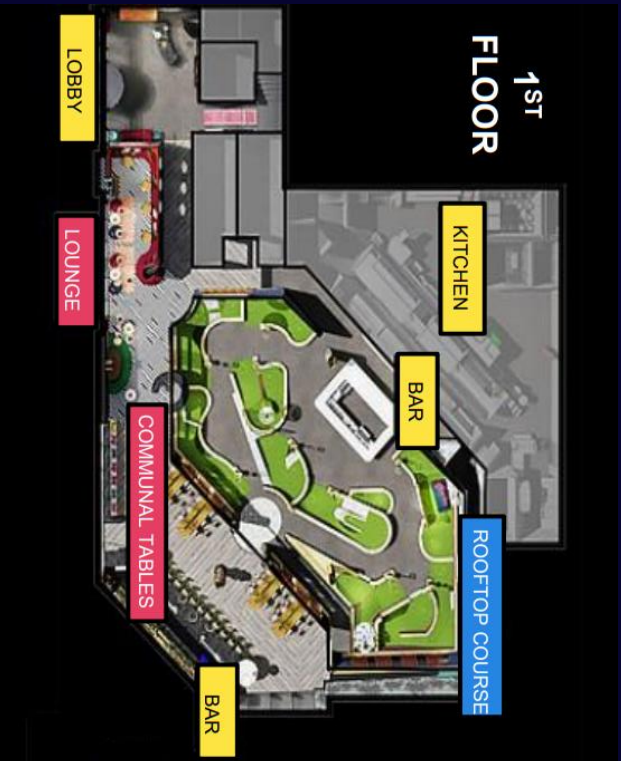 1ST
FLOOR
KITCHEN
BAR
ROOFTOP COURSE
LOBBY
LOUNGE
COMMUNAL TABLES
BAR